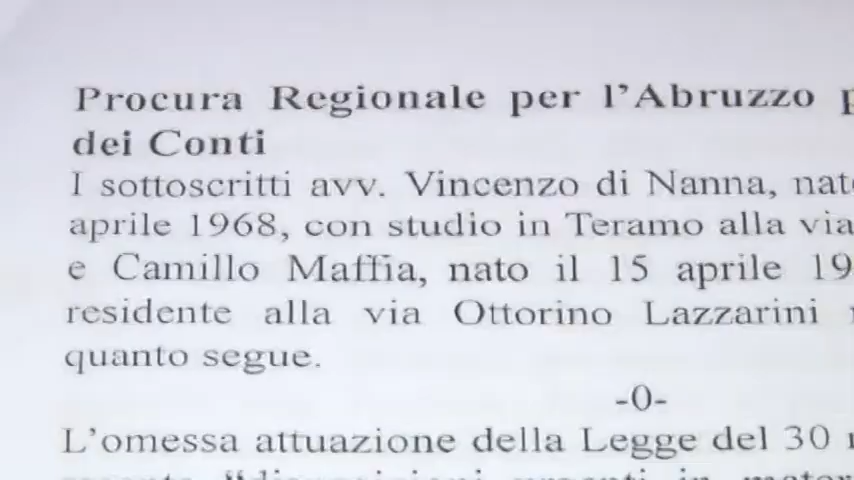 Procura Regionale per l'Abruzzo
dei Conti
I sottoscritti avv. Vincenzo di Nanna,
aprile 1968, con studio in Teramo alla via
e Camillo Maffia, nato il 15 aprile 19
residente alla via Ottorino Lazzarini
quanto segue.
-0-
L'omessa attuazione della Legge del 30